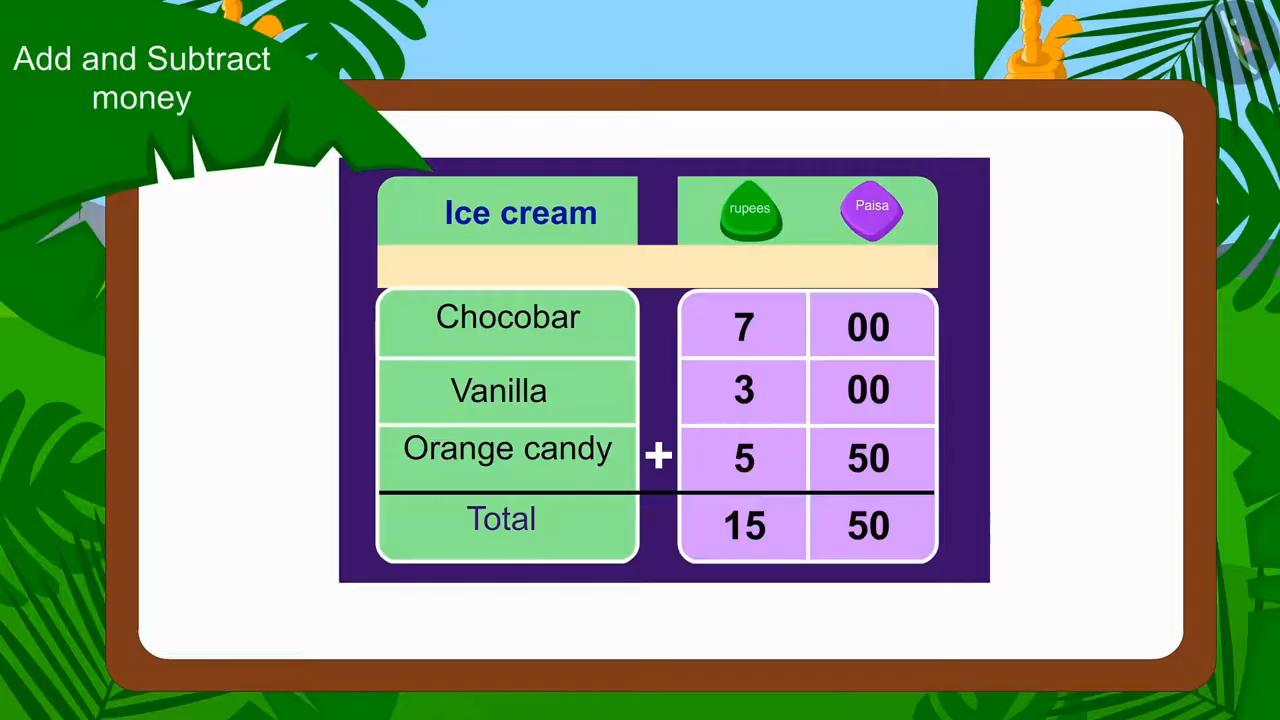 Add and Subtract
money
Ice cream rupees Paisa
Chocobar 7 00
Vanilla 3 00
Orange candy + 5 50
Total 15 50